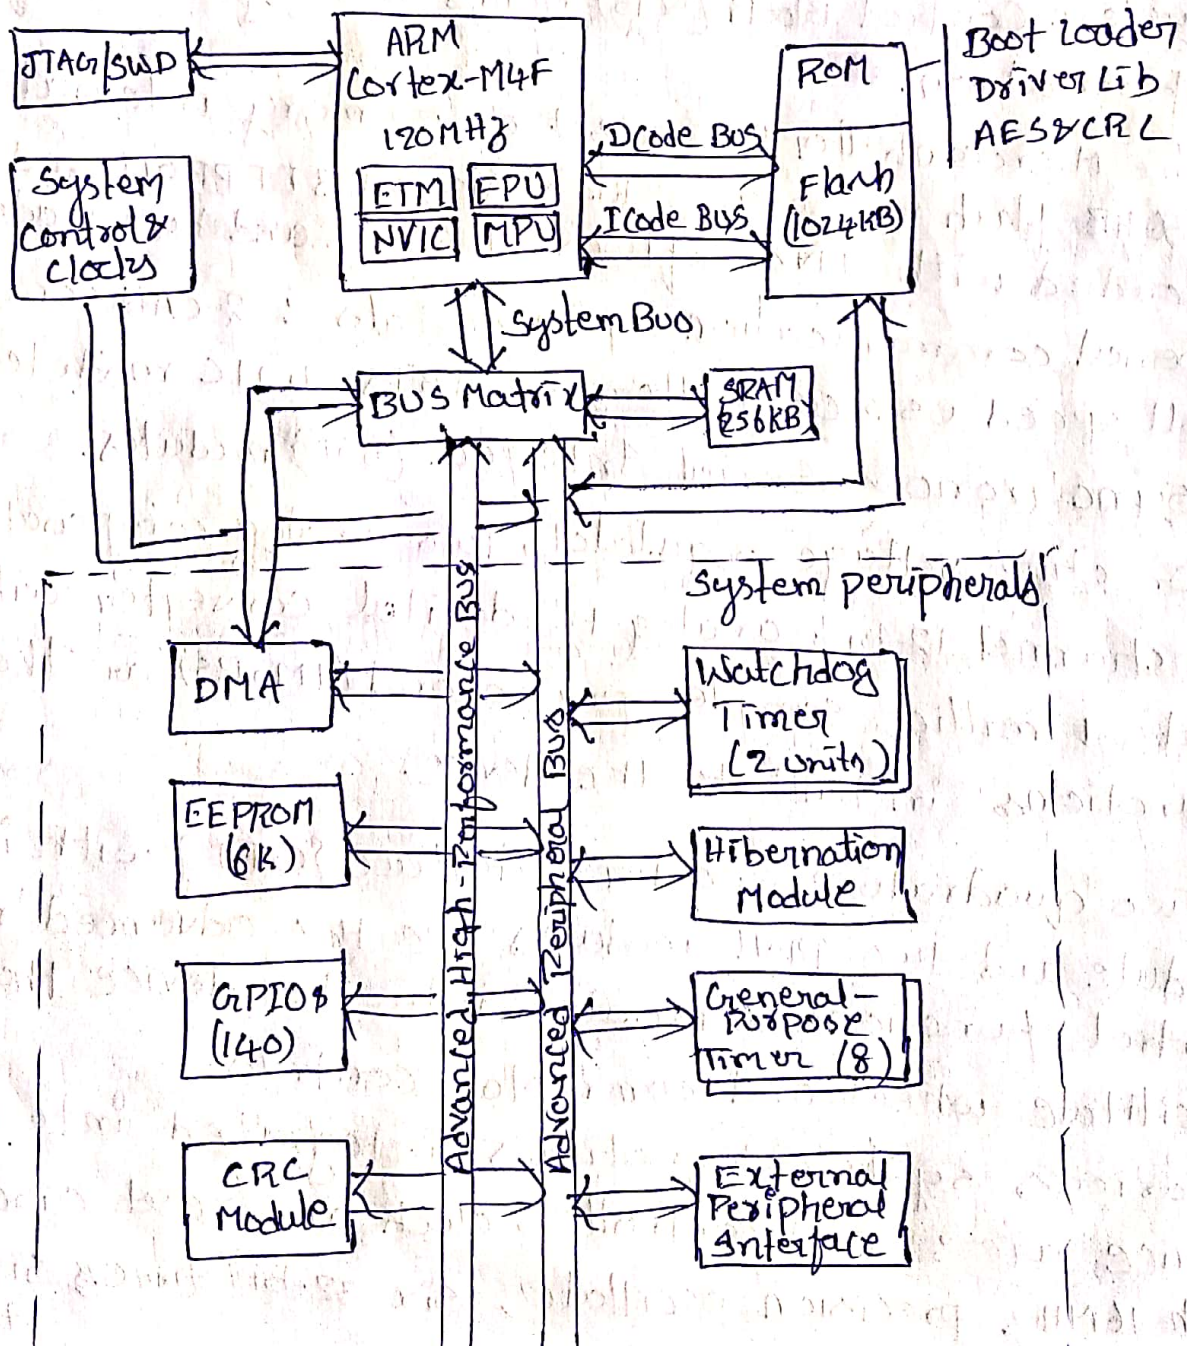 JTAG/SWD
ARM
Cortex-M4F
120MHz
ETM
FPU
NVIC
MPU
ROM
Boot Loader
Driver Lib
AES & CRC
DCode Bus
ICode Bus
Flash
(1024KB)
System
Control &
Clocks
System Bus
BUS Matrix
SRAM
(256KB)
System peripherals
Advanced High-Performance Bus
Advanced Peripheral Bus
DMA
Watchdog
Timer
(2 units)
EEPROM
(6K)
Hibernation
Module
GPIOs
(140)
General-
Purpose
Timer (8)
CRC
Module
External
Peripheral
Interface